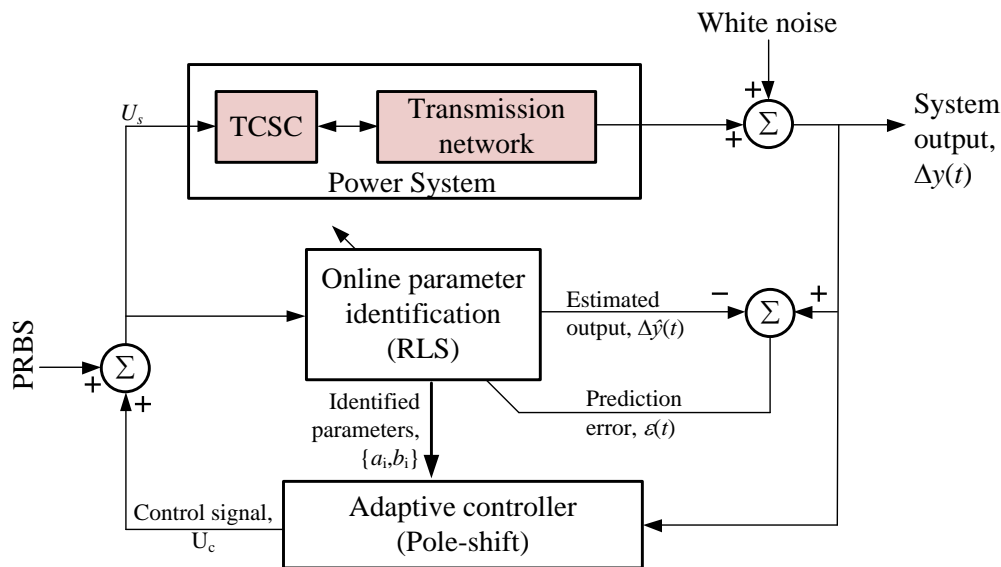 White noise
+
+
Σ
System
output,
Δy(t)
U_s
TCSC
Transmission
network
Power System
Online parameter
identification
(RLS)
Estimated
output, Δŷ(t)
−
+
Σ
PRBS
+
Σ
+
Identified
parameters,
{a_i,b_i}
Prediction
error, ε(t)
Control signal,
U_c
Adaptive controller
(Pole-shift)